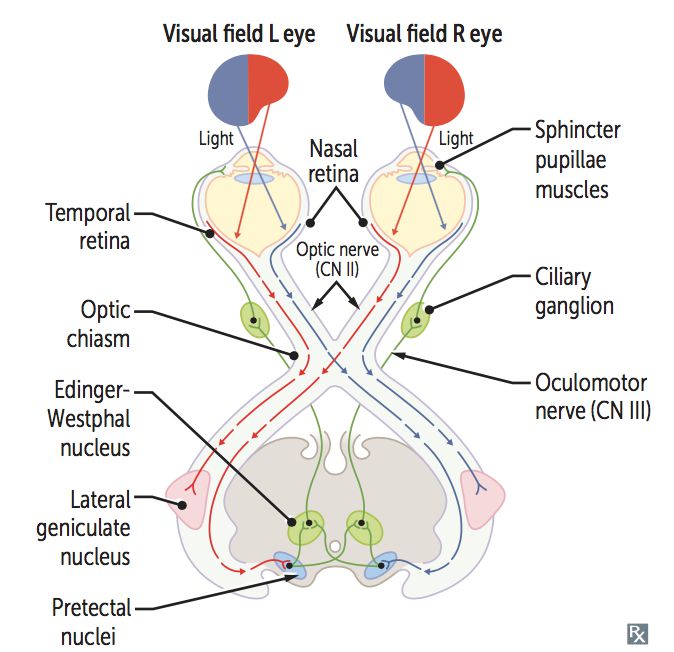 Visual field L eye
Visual field R eye
Light
Light
Nasal
retina
Sphincter
pupillae
muscles
Temporal
retina
Optic nerve
(CN II)
Ciliary
ganglion
Optic
chiasm
Oculomotor
nerve (CN III)
Edinger-
Westphal
nucleus
Lateral
geniculate
nucleus
Pretectal
nuclei
RX